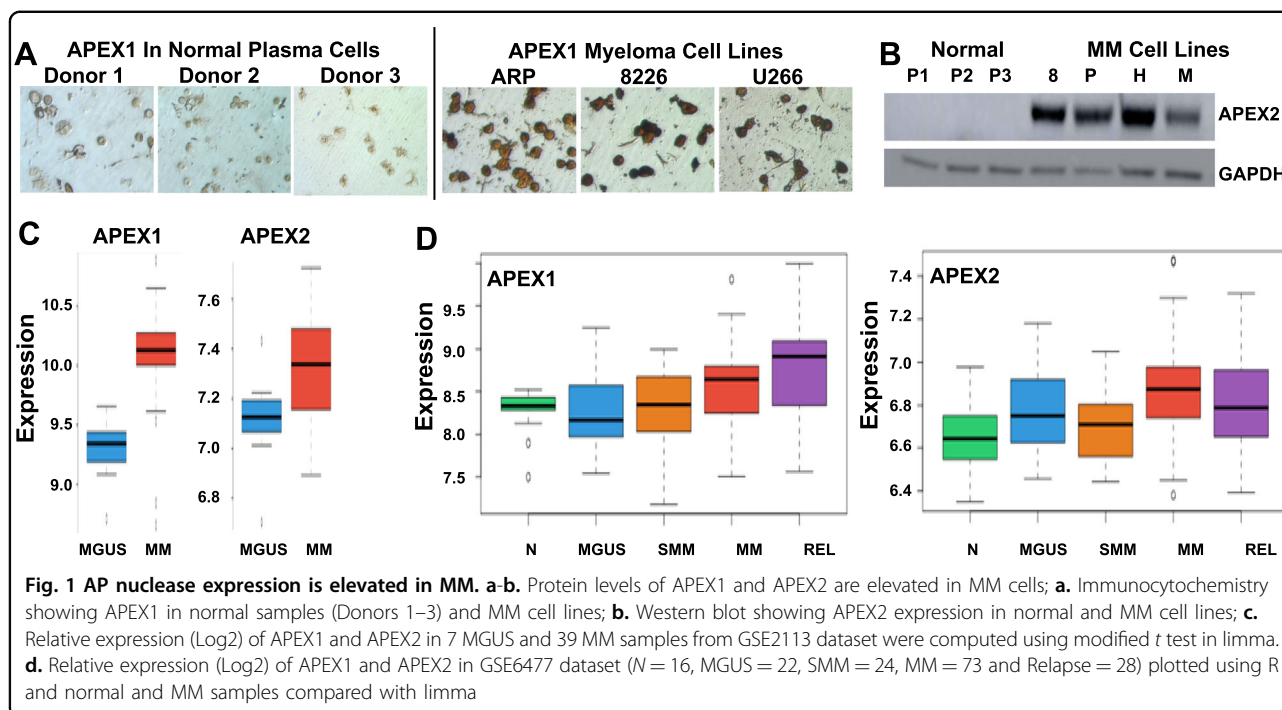 A
APEX1 In Normal Plasma Cells
Donor 1 Donor 2 Donor 3
APEX1 Myeloma Cell Lines
ARP 8226 U266
B
Normal MM Cell Lines
P1 P2 P3 8 P H M
APEX2
GAPDH
C
APEX1 APEX2
Expression
10.5
10.0
9.5
9.0
7.6
7.4
7.2
7.0
6.8
MGUS MM MGUS MM
D
APEX1
Expression
9.5
9.0
8.5
8.0
7.5
N MGUS SMM MM REL
APEX2
Expression
7.4
7.2
7.0
6.8
6.6
6.4
N MGUS SMM MM REL
Fig. 1 AP nuclease expression is elevated in MM. a-b. Protein levels of APEX1 and APEX2 are elevated in MM cells; a. Immunocytochemistry
showing APEX1 in normal samples (Donors 1–3) and MM cell lines; b. Western blot showing APEX2 expression in normal and MM cell lines; c.
Relative expression (Log2) of APEX1 and APEX2 in 7 MGUS and 39 MM samples from GSE2113 dataset were computed using modified t test in limma.
d. Relative expression (Log2) of APEX1 and APEX2 in GSE6477 dataset (N = 16, MGUS = 22, SMM = 24, MM = 73 and Relapse = 28) plotted using R
and normal and MM samples compared with limma